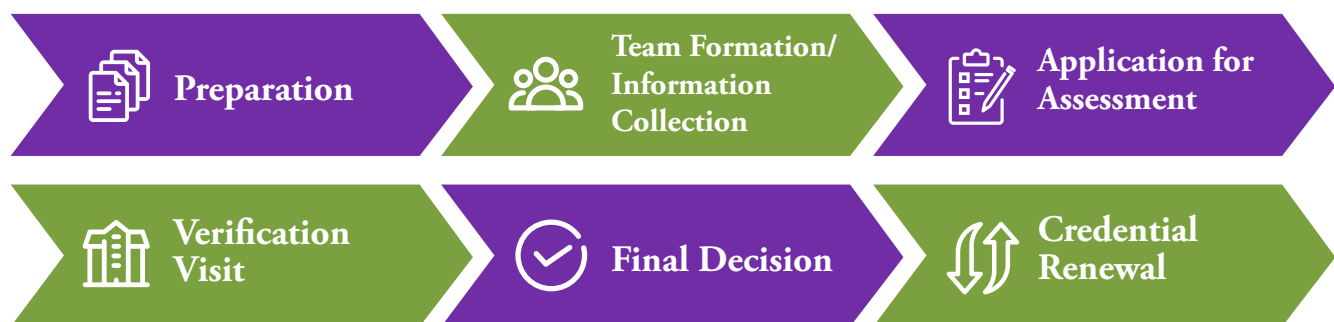 Preparation
Team Formation/
Information
Collection
Application for
Assessment
Verification
Visit
Final Decision
Credential
Renewal